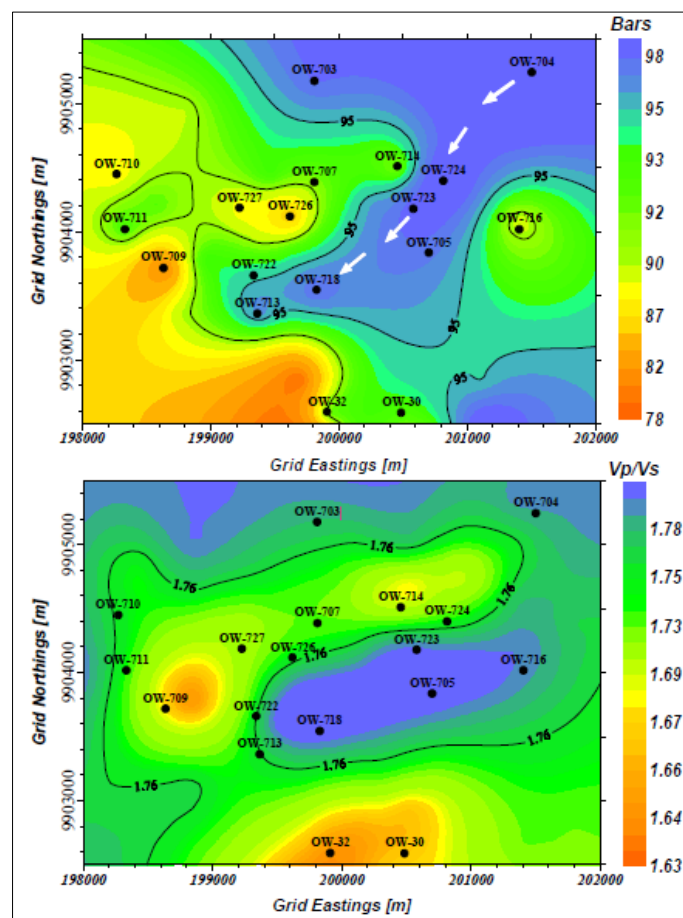 Bars
98
95
93
92
90
87
82
78
OW-703
OW-704
OW-710
OW-707
OW-714
OW-724
OW-711
OW-727
OW-726
OW-723
OW-716
OW-709
OW-722
OW-705
OW-718
OW-713
OW-32
OW-30
95
95
95
95
95
95
Grid Northings [m]
9905000
9904000
9903000
198000
199000
200000
201000
202000
Grid Eastings [m]
Vp/Vs
1.78
1.75
1.73
1.69
1.67
1.66
1.64
1.63
OW-703
OW-704
OW-710
OW-707
OW-714
OW-724
OW-711
OW-727
OW-726
OW-723
OW-716
OW-709
OW-722
OW-705
OW-718
OW-713
OW-32
OW-30
1.76
1.76
1.76
1.76
1.76
1.76
1.76
Grid Northings [m]
9905000
9904000
9903000
198000
199000
200000
201000
202000
Grid Eastings [m]